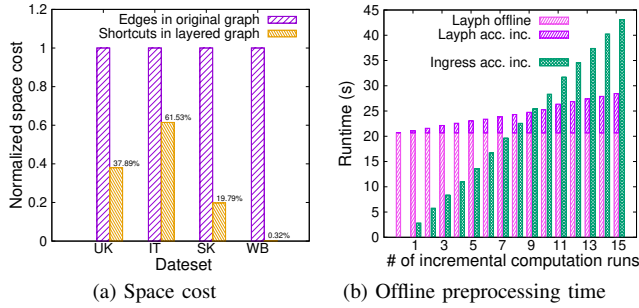 1.2
1
0.8
0.6
0.4
0.2
0
Normalized space cost
Edges in original graph
Shortcuts in layered graph
37.89%
61.53%
19.79%
0.32%
UK IT SK WB
Dateset
(a) Space cost
45
40
35
30
25
20
15
10
5
0
Runtime (s)
Layph offline
Layph acc. inc.
Ingress acc. inc.
1 3 5 7 9 11 13 15
# of incremental computation runs
(b) Offline preprocessing time